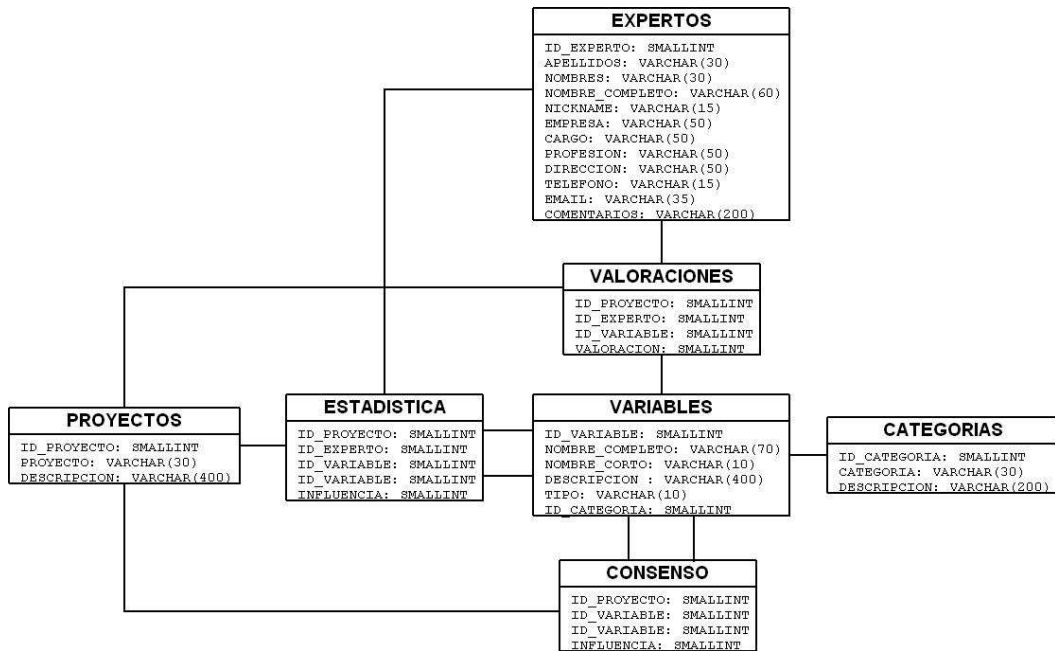 EXPERTOS
ID_EXPERTO: SMALLINT
APELLIDOS: VARCHAR(30)
NOMBRES: VARCHAR(30)
NOMBRE_COMPLETO: VARCHAR(60)
NICKNAME: VARCHAR(15)
EMPRESA: VARCHAR(50)
CARGO: VARCHAR(50)
PROFESION: VARCHAR(50)
DIRECCION: VARCHAR(50)
TELEFONO: VARCHAR(15)
EMAIL: VARCHAR(35)
COMENTARIOS: VARCHAR(200)
VALORACIONES
ID_PROYECTO: SMALLINT
ID_EXPERTO: SMALLINT
ID_VARIABLE: SMALLINT
VALORACION: SMALLINT
PROYECTOS
ID_PROYECTO: SMALLINT
PROYECTO: VARCHAR(30)
DESCRIPCION: VARCHAR(400)
ESTADISTICA
ID_PROYECTO: SMALLINT
ID_EXPERTO: SMALLINT
ID_VARIABLE: SMALLINT
ID_VARIABLE: SMALLINT
INFLUENCIA: SMALLINT
VARIABLES
ID_VARIABLE: SMALLINT
NOMBRE_COMPLETO: VARCHAR(70)
NOMBRE_CORTO: VARCHAR(10)
DESCRIPCION : VARCHAR(400)
TIPO: VARCHAR(10)
ID_CATEGORIA: SMALLINT
CATEGORIAS
ID_CATEGORIA: SMALLINT
CATEGORIA: VARCHAR(30)
DESCRIPCION: VARCHAR(200)
CONSENSO
ID_PROYECTO: SMALLINT
ID_VARIABLE: SMALLINT
ID_VARIABLE: SMALLINT
INFLUENCIA: SMALLINT